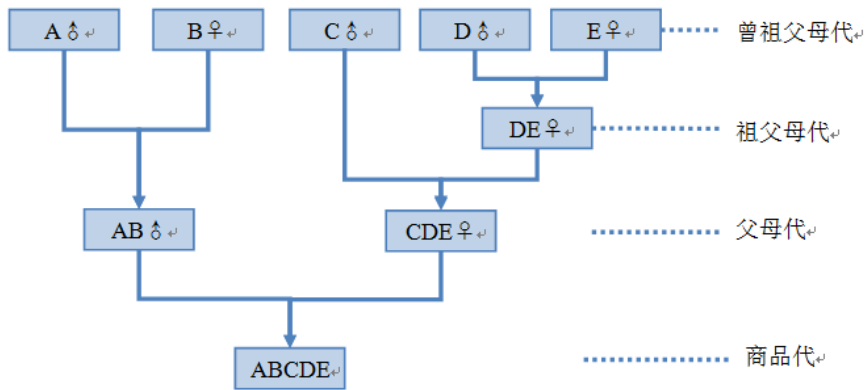 A♂ B♀ C♂ D♂ E♀ 曾祖父母代
DE♀ 祖父母代
AB♂ CDE♀ 父母代
ABCDE 商品代